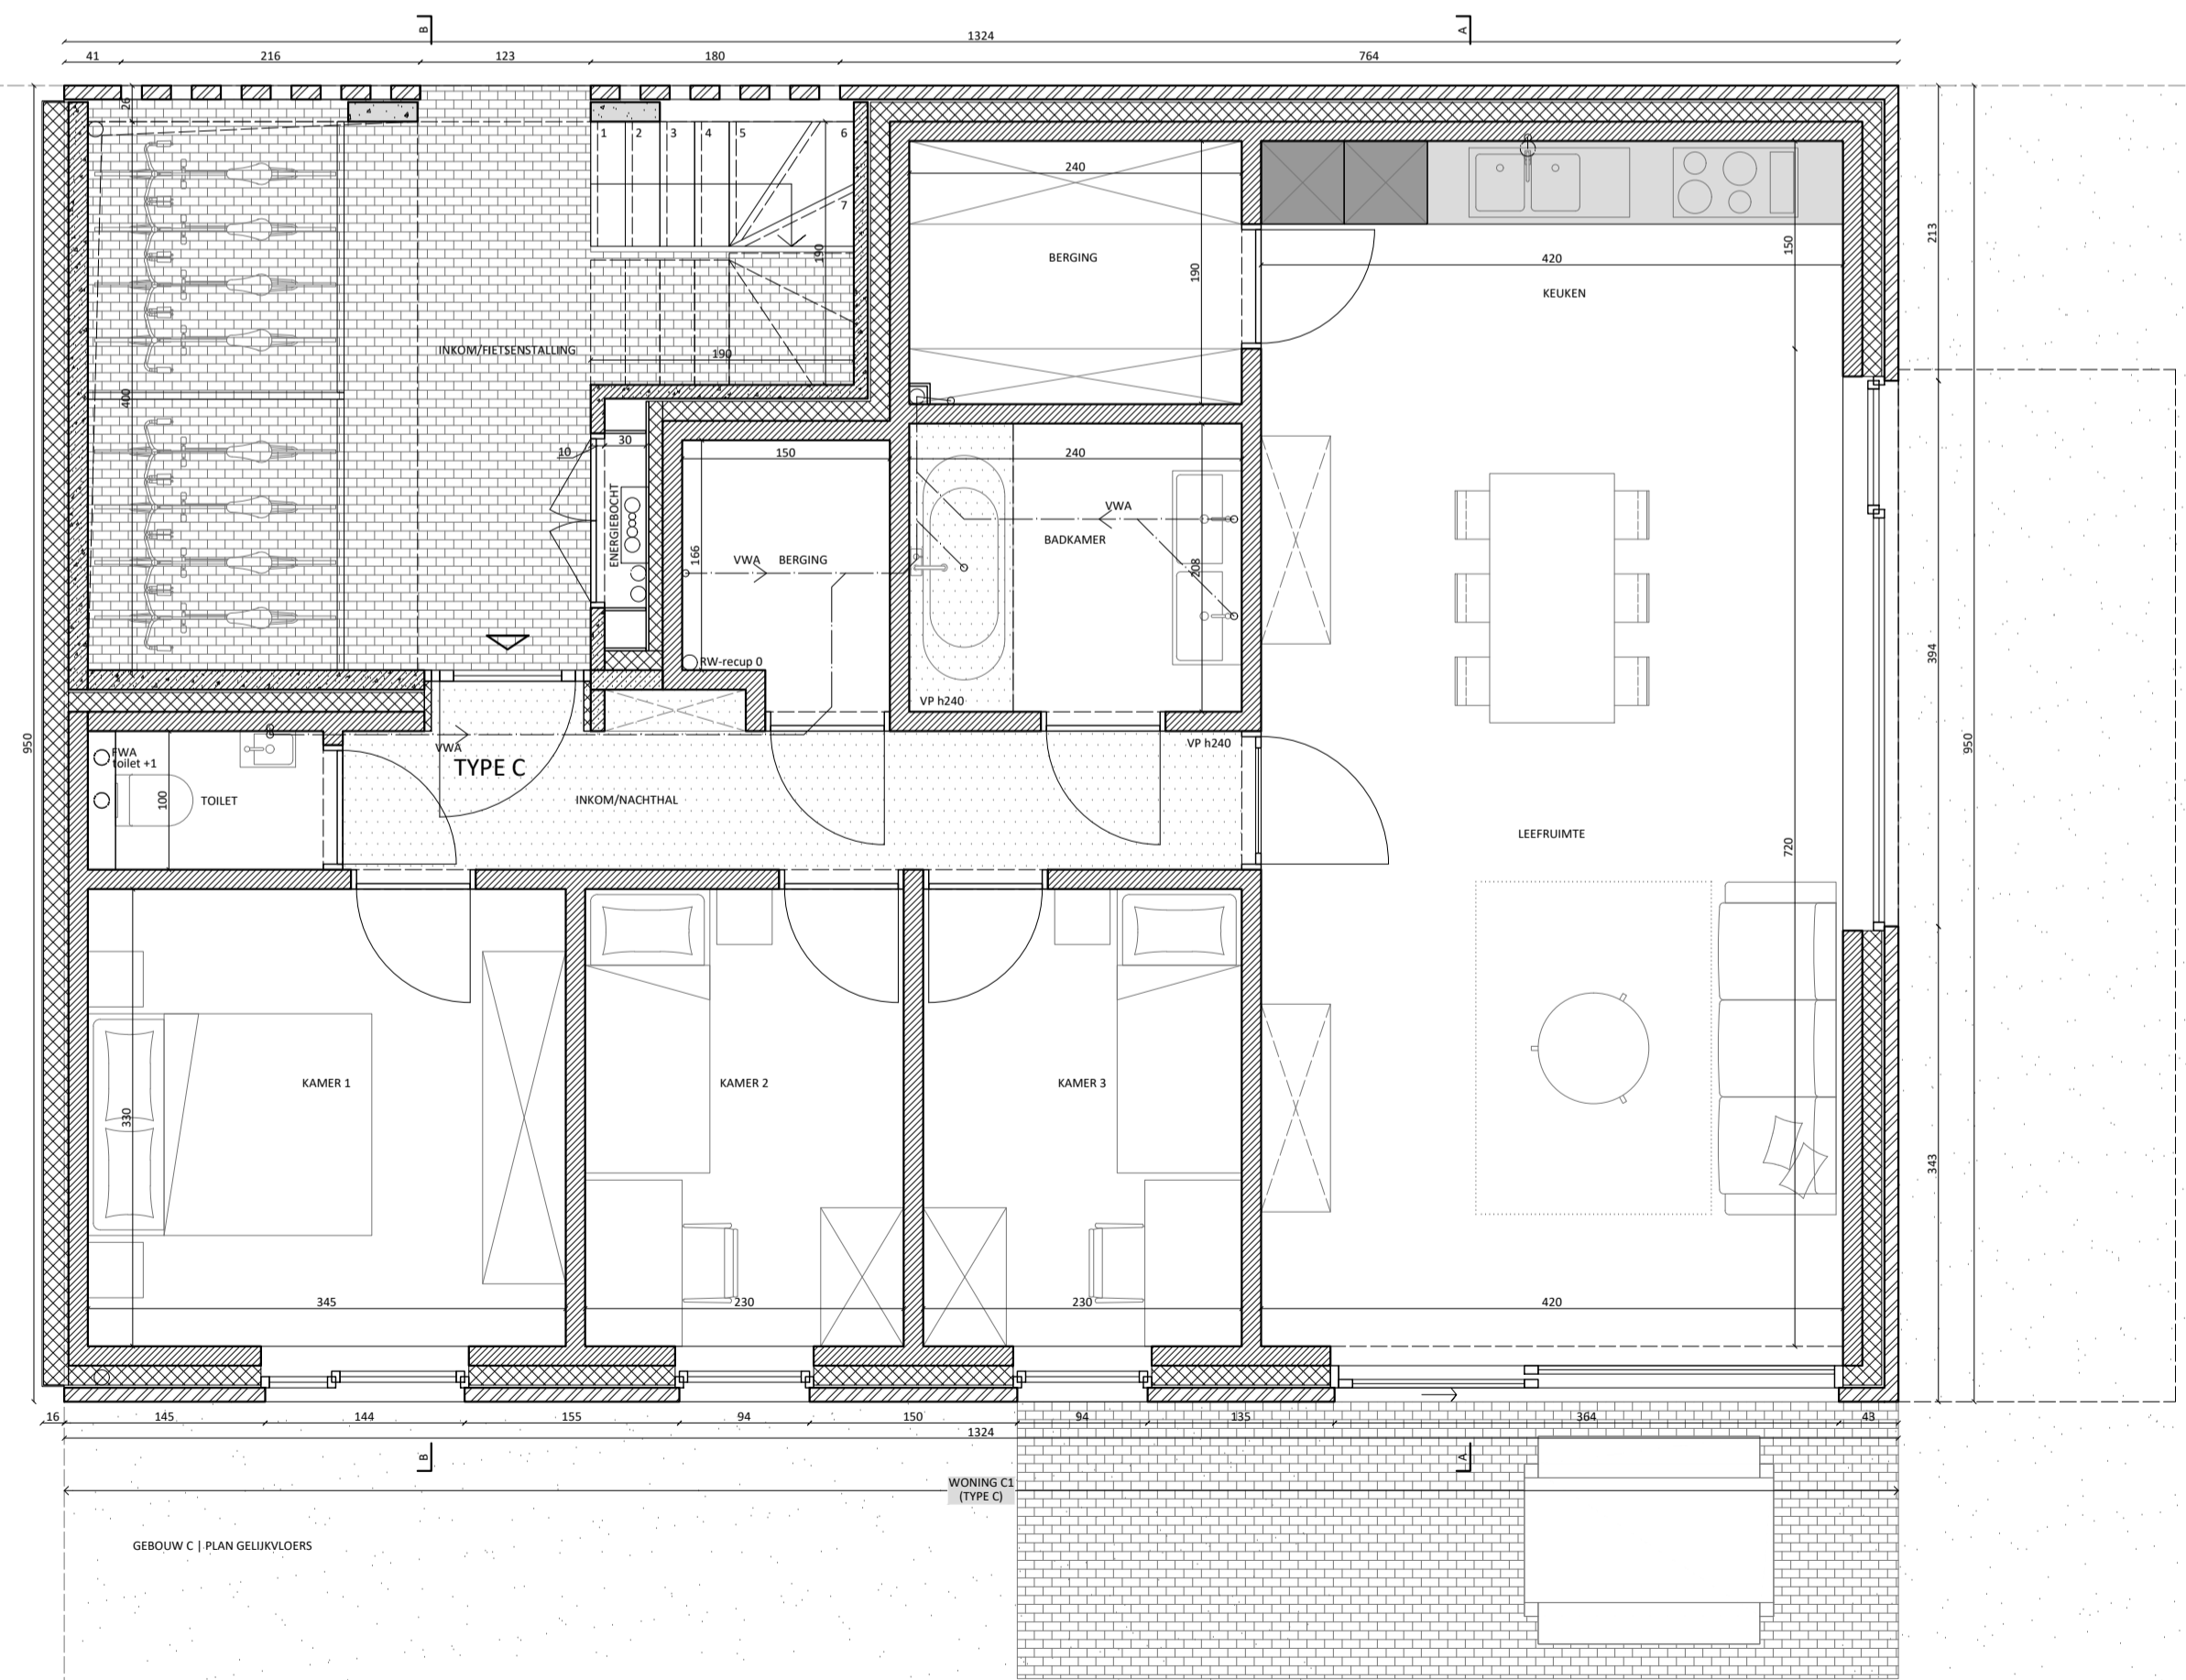 B
A
1324
41
216
123
180
764
26
1
2
3
4
5
6
7
240
213
190
BERGING
190
150
420
KEUKEN
INKOM/FIETSENSTALLING
190
400
10
30
150
240
ENERGIEBOCHT
166
VWA
BERGING
VWA
BADKAMER
208
394
RW-recup 0
VP h240
950
FWA
toilet +1
VWA
TYPE C
VP h240
950
100
TOILET
INKOM/NACHTHAL
LEEFRUIMTE
720
KAMER 1
KAMER 2
KAMER 3
330
343
345
230
230
420
16
145
144
155
94
150
94
135
364
43
1324
B
A
WONING C1
(TYPE C)
GEBOUW C | PLAN GELIJKVLOERS